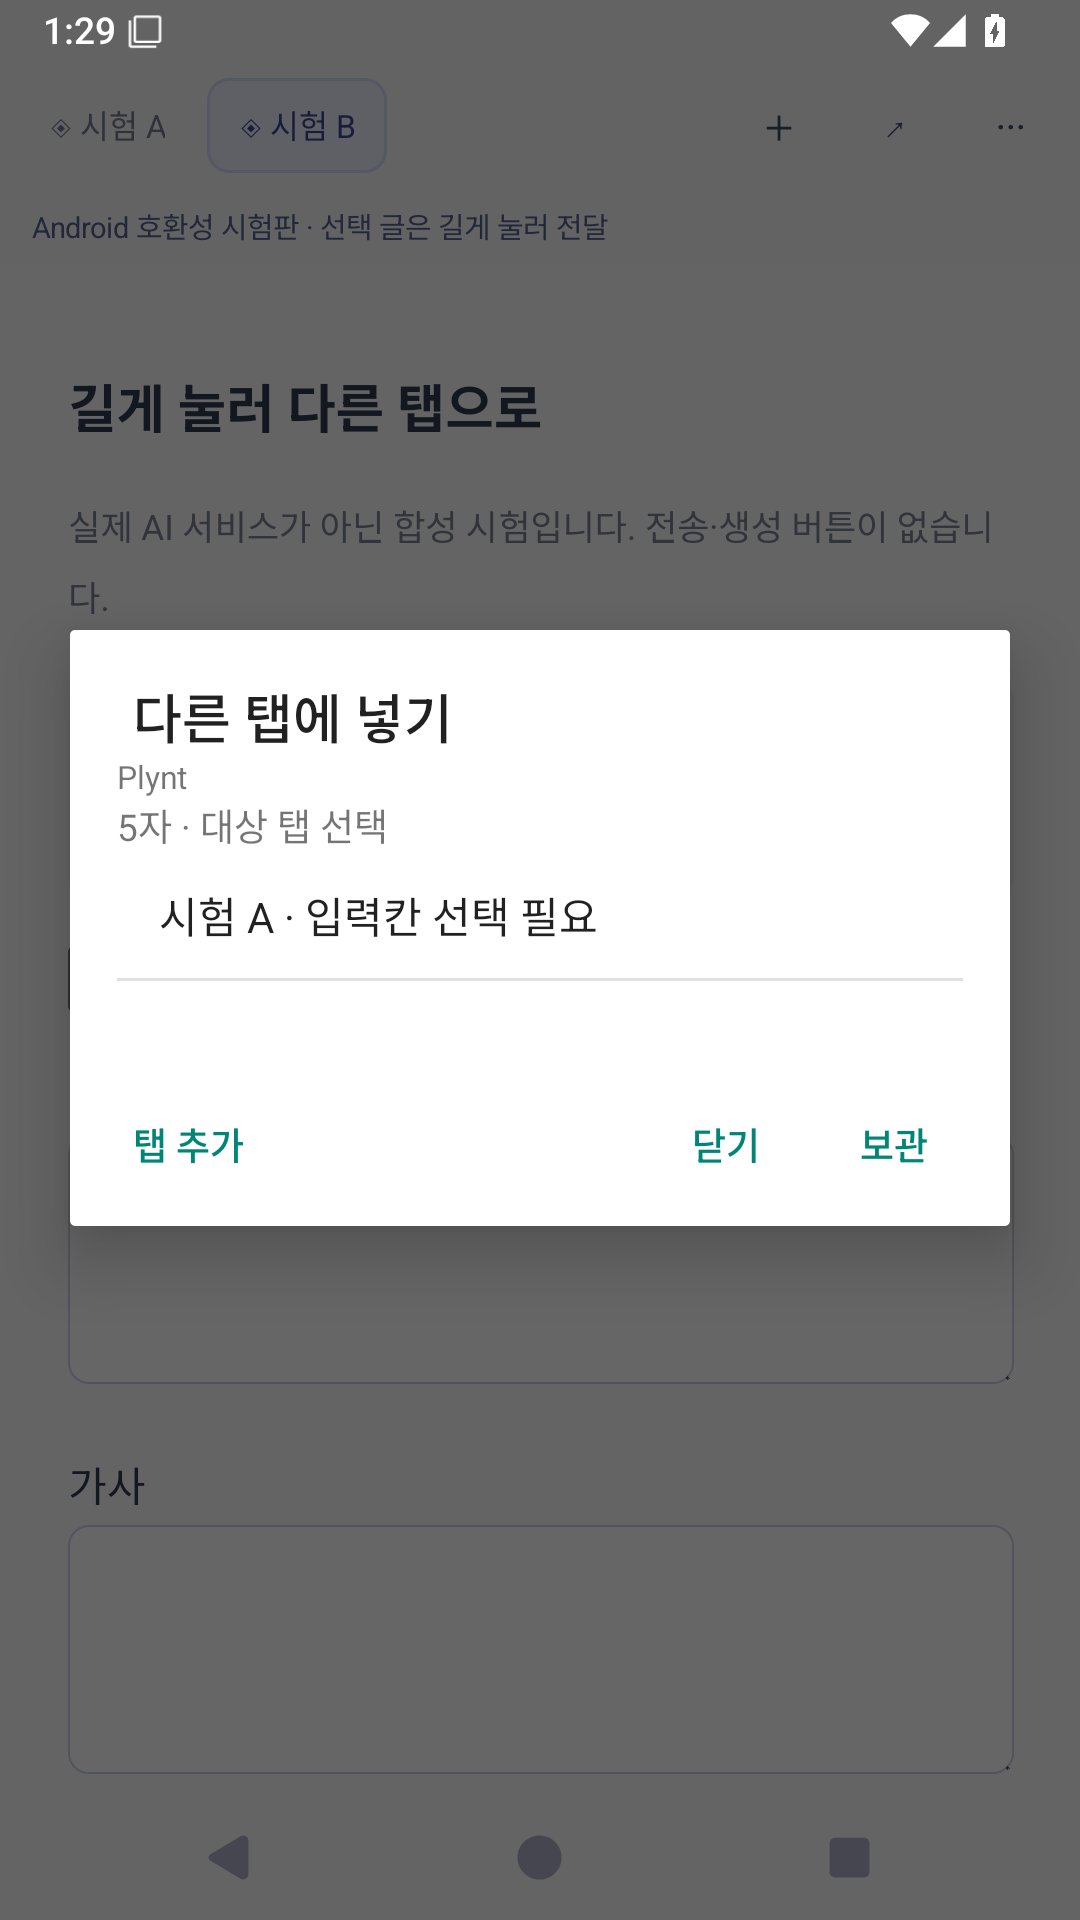 1:29
시험 A
시험 B
Android 호환성 시험판 · 선택 글은 길게 눌러 전달
길게 눌러 다른 탭으로
실제 AI 서비스가 아닌 합성 시험입니다. 전송·생성 버튼이 없습니
다.
다른 탭에 넣기
Plynt
5자 · 대상 탭 선택
시험 A · 입력칸 선택 필요
탭 추가
닫기
보관
가사